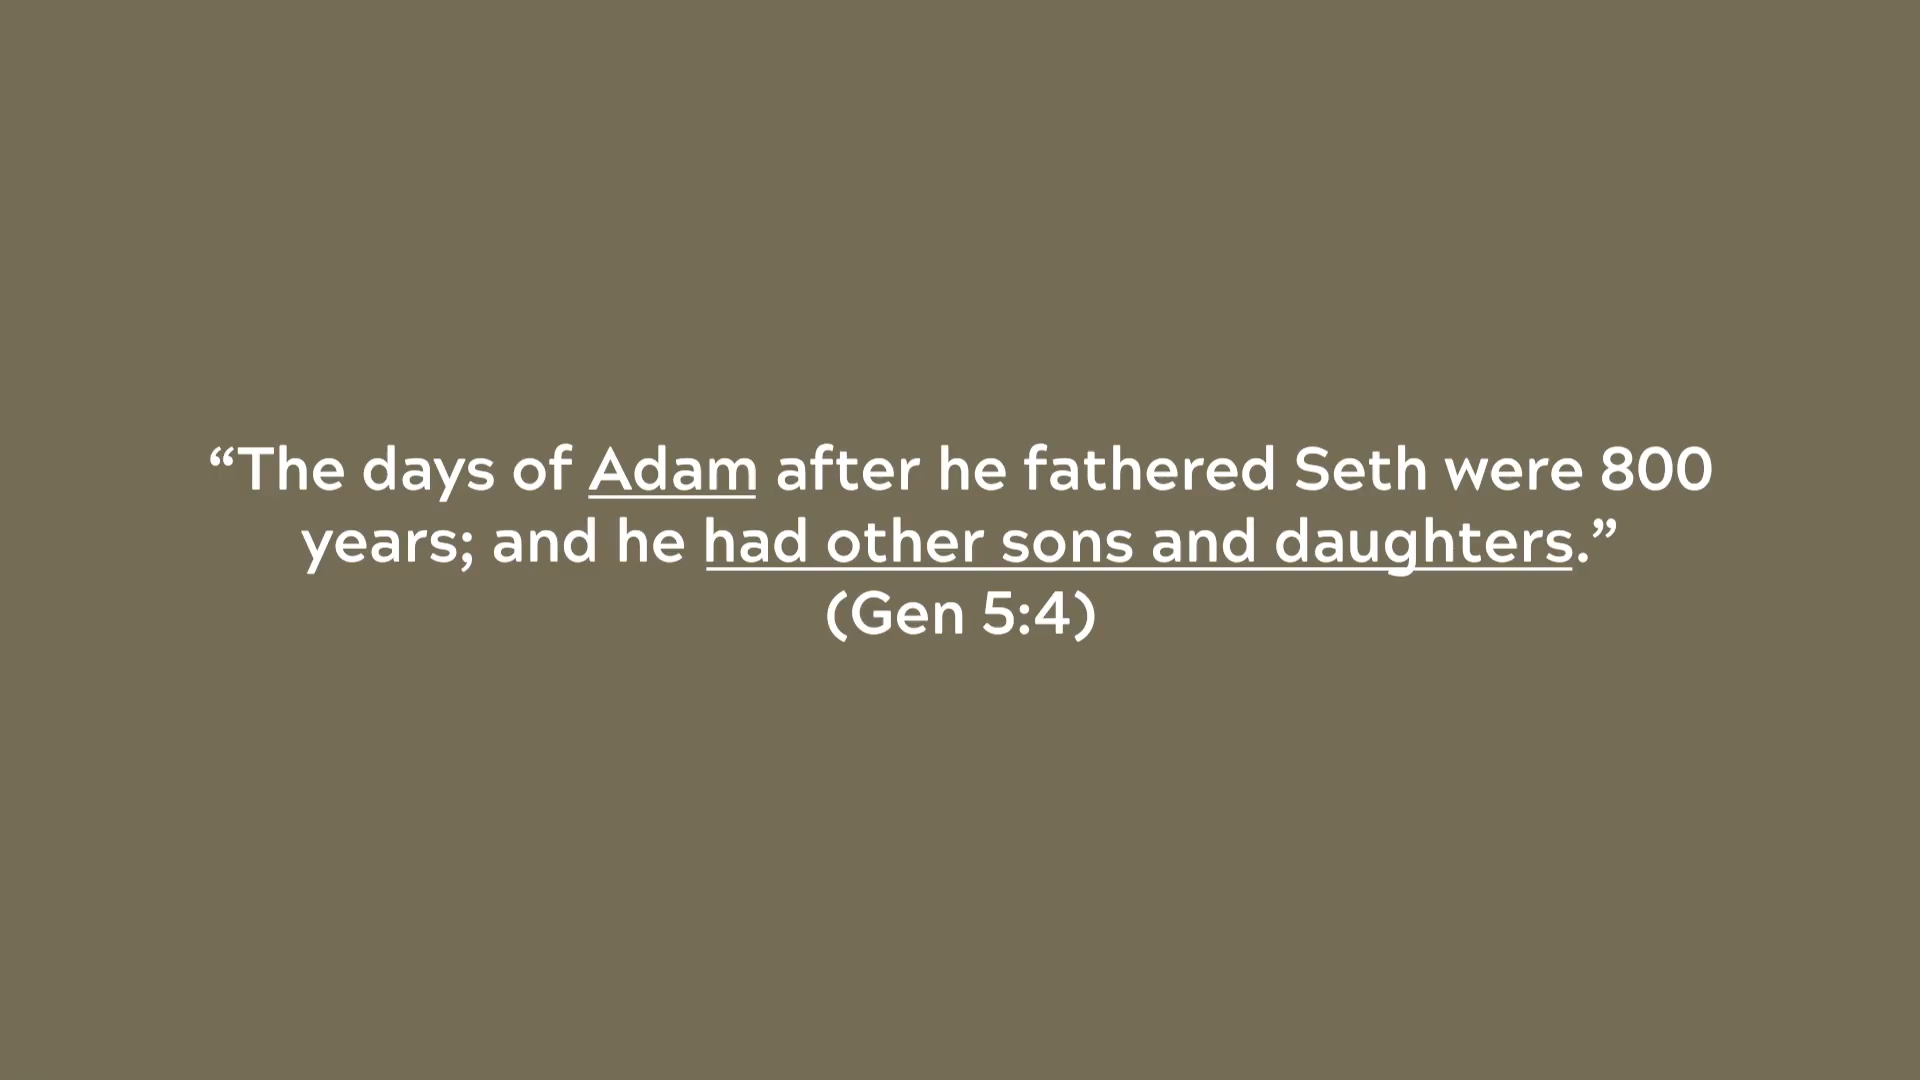 “The days of Adam after he fathered Seth were 800
years; and he had other sons and daughters.”
(Gen 5:4)